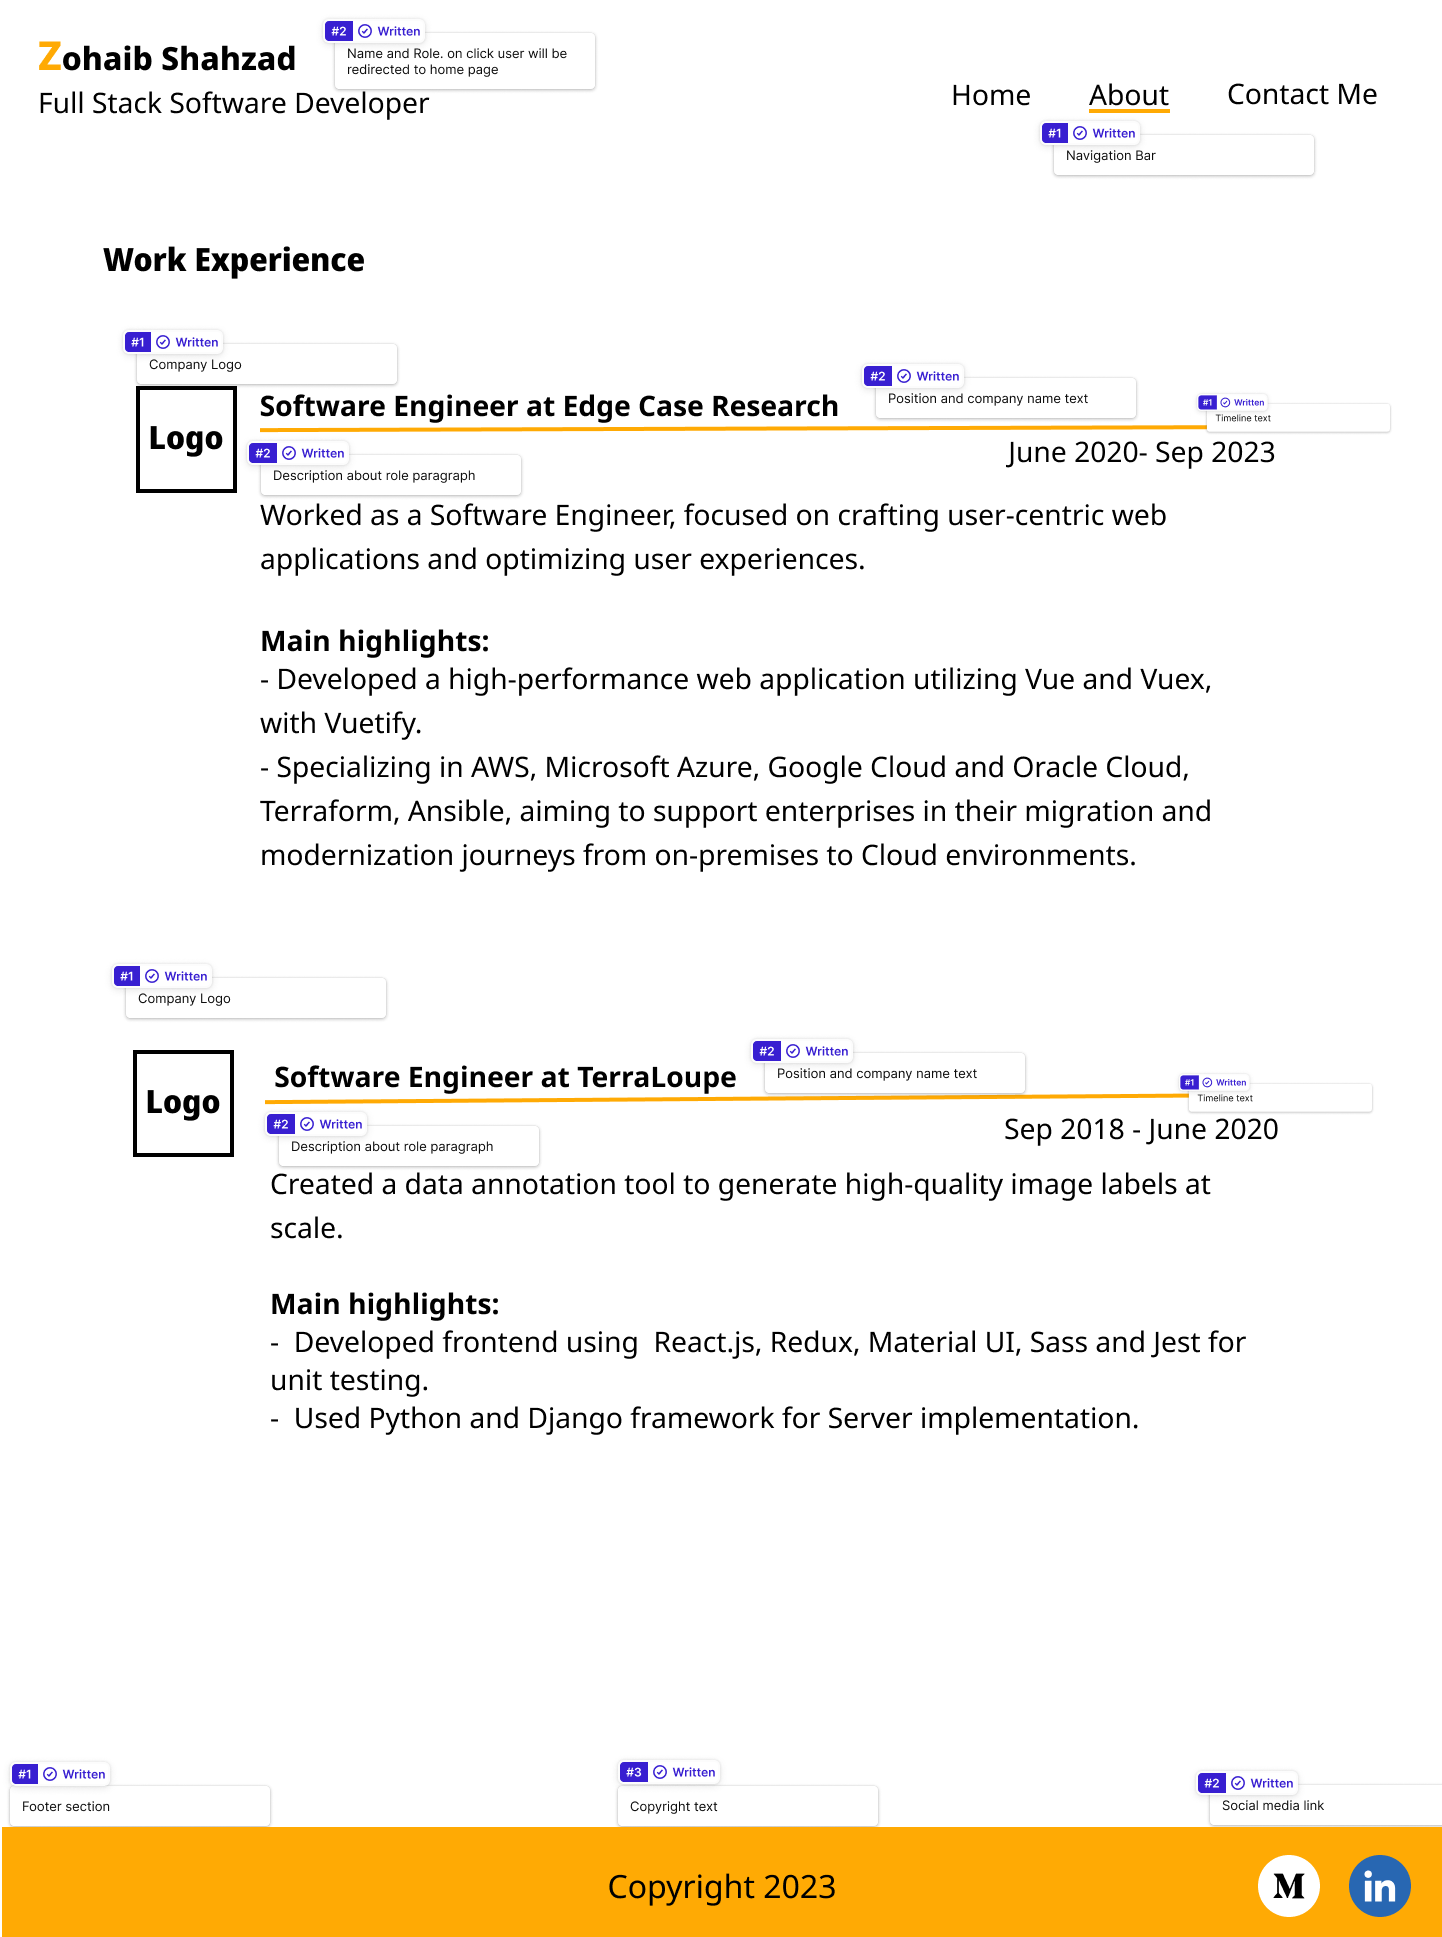 #2 Written
Zohaib Shahzad
Name and Role. on click user will be
redirected to home page
Full Stack Software Developer
Home About Contact Me
#1 Written
Navigation Bar
Work Experience
#1 Written
Company Logo
#2 Written
Position and company name text
Software Engineer at Edge Case Research
#1 Written
Timeline text
Logo
#2 Written
June 2020- Sep 2023
Description about role paragraph
Worked as a Software Engineer, focused on crafting user-centric web
applications and optimizing user experiences.
Main highlights:
- Developed a high-performance web application utilizing Vue and Vuex,
with Vuetify.
- Specializing in AWS, Microsoft Azure, Google Cloud and Oracle Cloud,
Terraform, Ansible, aiming to support enterprises in their migration and
modernization journeys from on-premises to Cloud environments.
#1 Written
Company Logo
#2 Written
Position and company name text
Software Engineer at TerraLoupe
#1 Written
Timeline text
Logo
#2 Written
Sep 2018 - June 2020
Description about role paragraph
Created a data annotation tool to generate high-quality image labels at
scale.
Main highlights:
-  Developed frontend using  React.js, Redux, Material UI, Sass and Jest for
unit testing.
-  Used Python and Django framework for Server implementation.
#1 Written
Footer section
#3 Written
Copyright text
#2 Written
Social media link
Copyright 2023
M
in